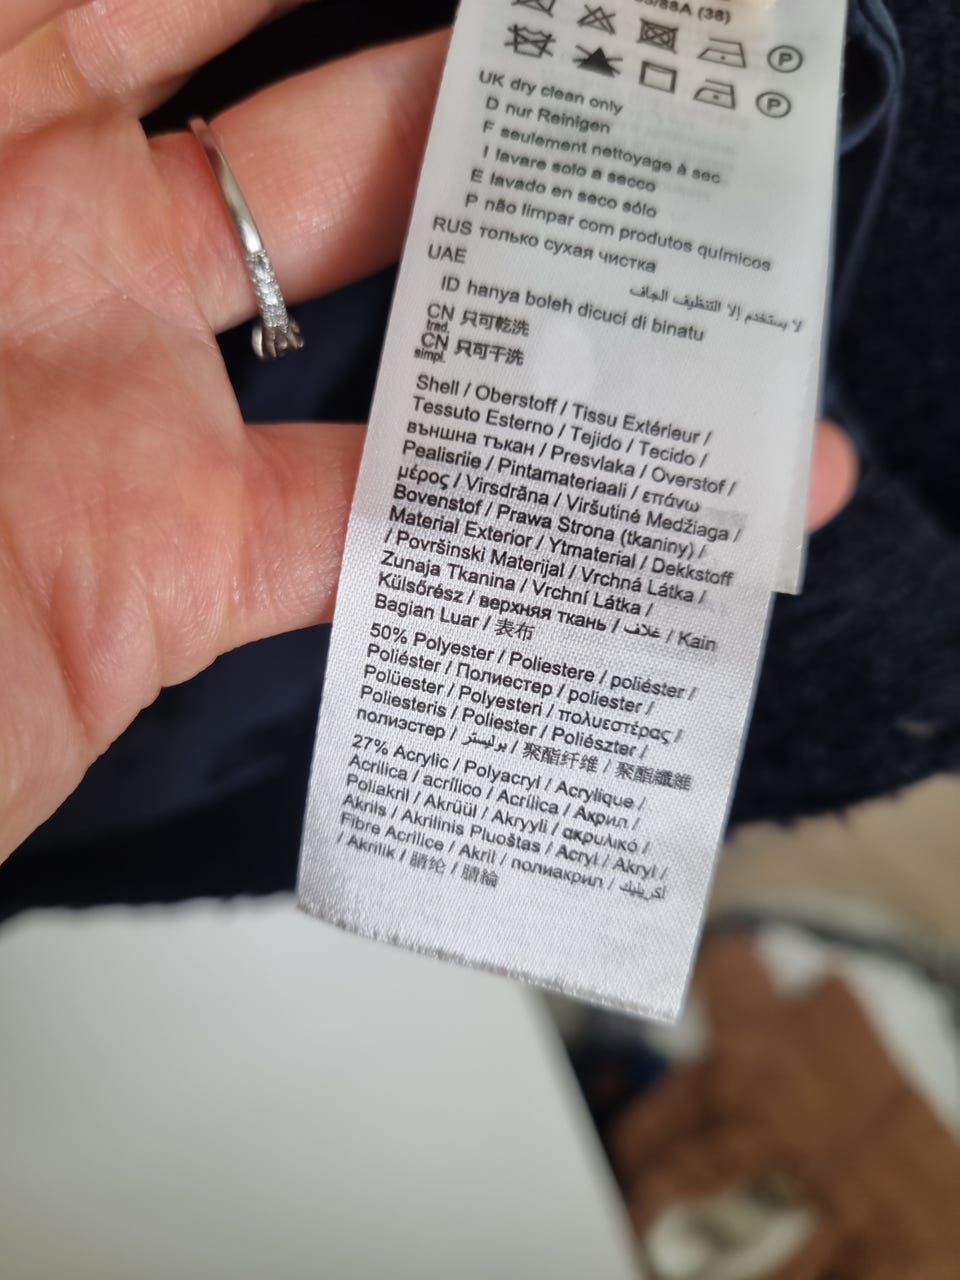 88A (38)
P
P
UK dry clean only
D nur Reinigen
F seulement nettoyage à sec
I lavare solo a secco
E lavado en seco sólo
P não limpar com produtos químicos
RUS только сухая чистка
UAE
لا يستخدم إلا التنظيف الجاف
ID hanya boleh dicuci di binatu
CN trad. 只可乾洗
CN simpl. 只可干洗
Shell / Oberstoff / Tissu Extérieur /
Tessuto Esterno / Tejido / Tecido /
външна тъкан / Presvlaka / Overstof /
Pealisriie / Pintamateriaali / επάνω
μέρος / Virsdrāna / Viršutinė Medžiaga /
Bovenstof / Prawa Strona (tkaniny) /
Material Exterior / Ytmaterial / Dekkstoff
/ Površinski Materijal / Vrchná Látka /
Zunaja Tkanina / Vrchní Látka /
Külsőrész / верхняя ткань / غلاف / Kain
Bagian Luar / 表布
50% Polyester / Poliestere / poliéster /
Poliéster / Полиестер / poliester /
Polüester / Polyesteri / πολυεστέρας /
Poliesteris / Poliester / Poliészter /
полиэстер / بوليستر / 聚酯纤维 / 聚酯纖維
27% Acrylic / Polyacryl / Acrylique /
Acrilica / acrílico / Acrílica / Акрил /
Poliakril / Akrüül / Akryyli / ακρυλικό /
Akrils / Akrilinis Pluoštas / Acryl / Akryl /
Fibre Acrilice / Akril / полиакрил / أكريليك
/ Akrilik / 腈纶 / 腈綸